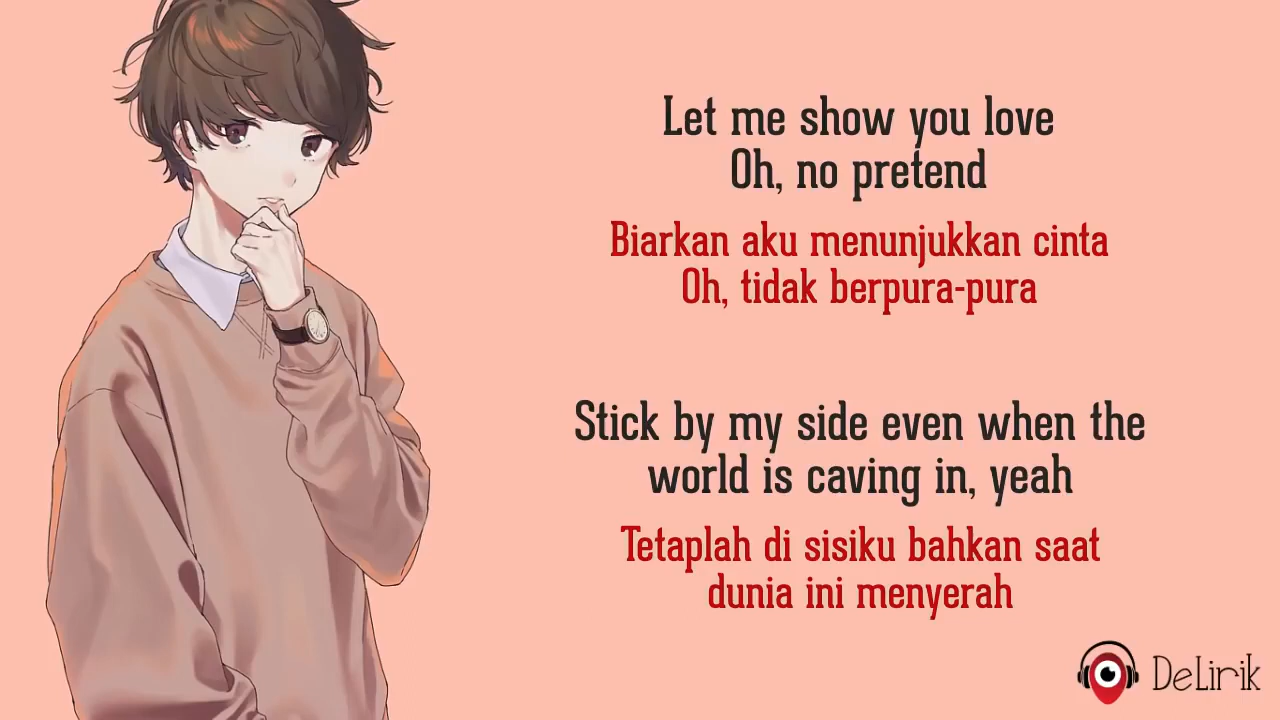 Let me show you love
Oh, no pretend
Biarkan aku menunjukkan cinta
Oh, tidak berpura-pura
Stick by my side even when the
world is caving in, yeah
Tetaplah di sisiku bahkan saat
dunia ini menyerah
DeLirik